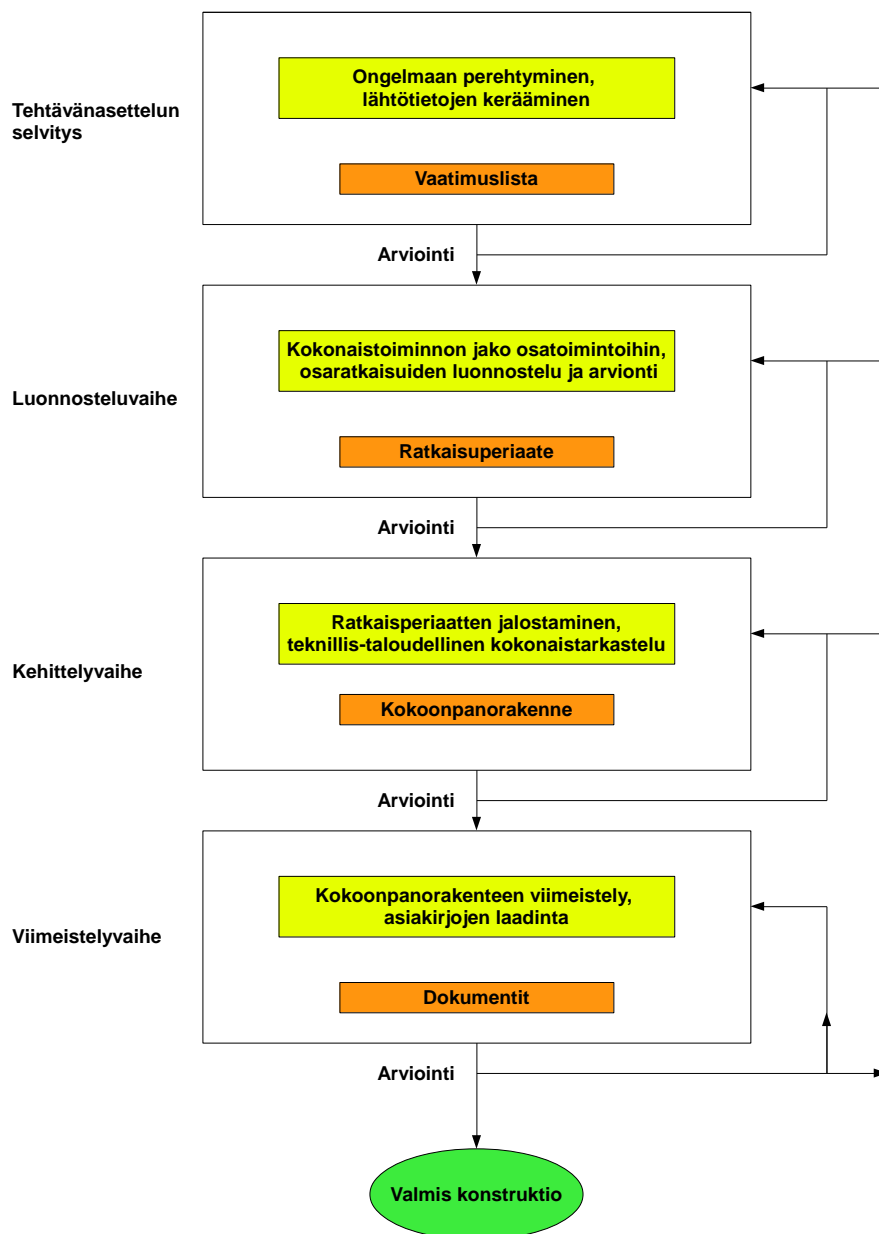 Ongelmaan perehtyminen,
lähtötietojen kerääminen
Tehtävänasettelun
selvitys
Vaatimuslista
Arviointi
Kokonaistoiminnon jako osatoimintoihin,
osaratkaisuiden luonnostelu ja arvionti
Luonnosteluvaihe
Ratkaisuperiaate
Arviointi
Ratkaisperiaatten jalostaminen,
teknillis-taloudellinen kokonaistarkastelu
Kehittelyvaihe
Kokoonpanorakenne
Arviointi
Kokoonpanorakenteen viimeistely,
asiakirjojen laadinta
Viimeistelyvaihe
Dokumentit
Arviointi
Valmis konstruktio